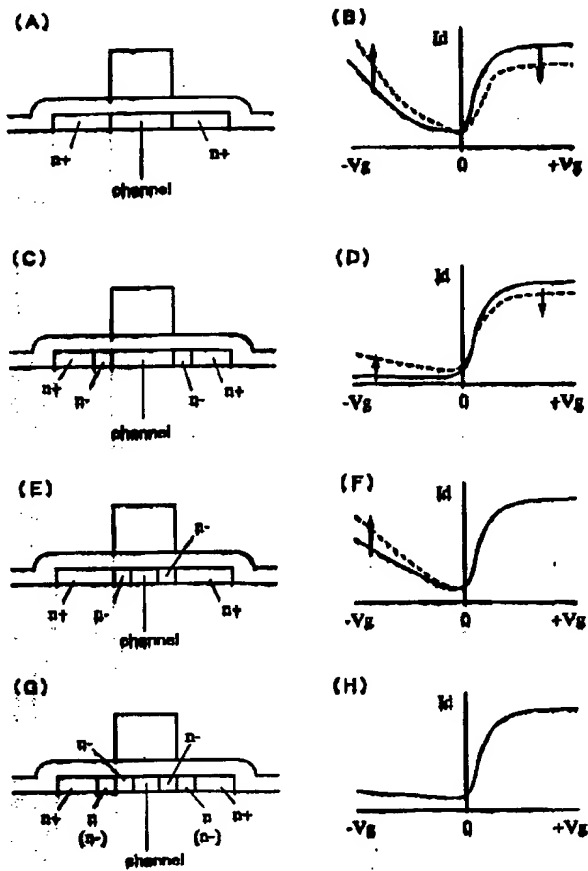 (A)
n+
n+
channel
(B)
Id
-Vg
0
+Vg
(C)
n+
n-
n-
n+
channel
(D)
Id
-Vg
0
+Vg
(E)
n-
n+
n-
n+
channel
(F)
Id
-Vg
0
+Vg
(G)
n-
n-
n+
n
n
n+
(n-)
(n-)
channel
(H)
Id
-Vg
0
+Vg